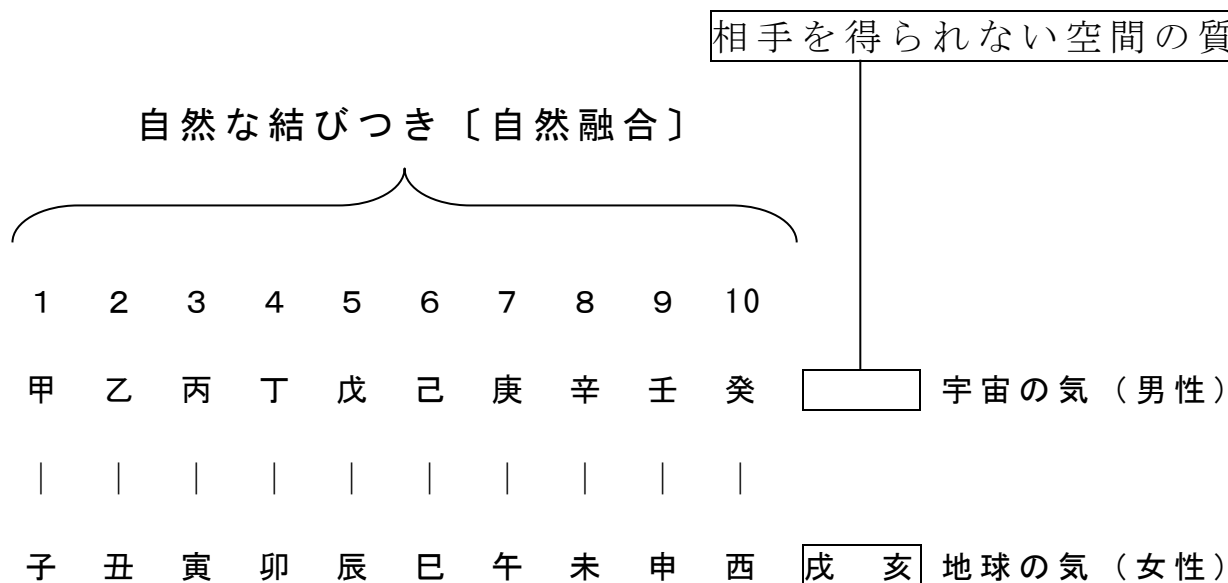 相手を得られない空間の質
自然な結びつき〔自然融合〕
1 2 3 4 5 6 7 8 9 10
甲 乙 丙 丁 戊 己 庚 辛 壬 癸 宇宙の気(男性)
| | | | | | | | | |
子 丑 寅 卯 辰 巳 午 未 申 酉 戌 亥 地球の気(女性)